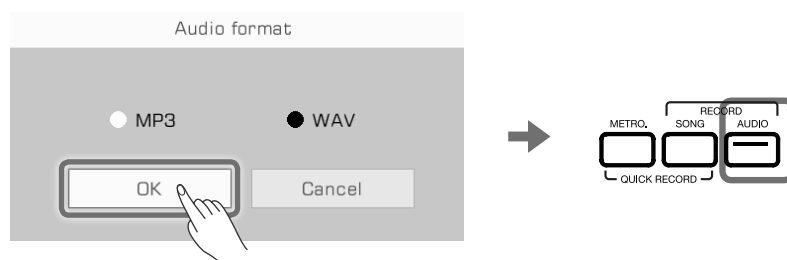 Audio format
MP3 WAV
OK Cancel
RECORD
METRO. SONG AUDIO
QUICK RECORD